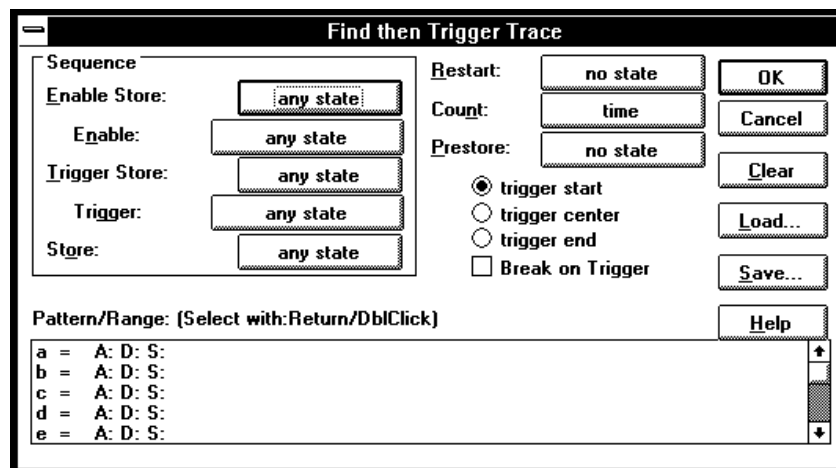 Find then Trigger Trace
Sequence
Enable Store: any state
Enable: any state
Trigger Store: any state
Trigger: any state
Store: any state
Restart: no state
Count: time
Prestore: no state
trigger start
trigger center
trigger end
Break on Trigger
OK
Cancel
Clear
Load...
Save...
Help
Pattern/Range: (Select with:Return/DblClick)
a = A: D: S:
b = A: D: S:
c = A: D: S:
d = A: D: S:
e = A: D: S: